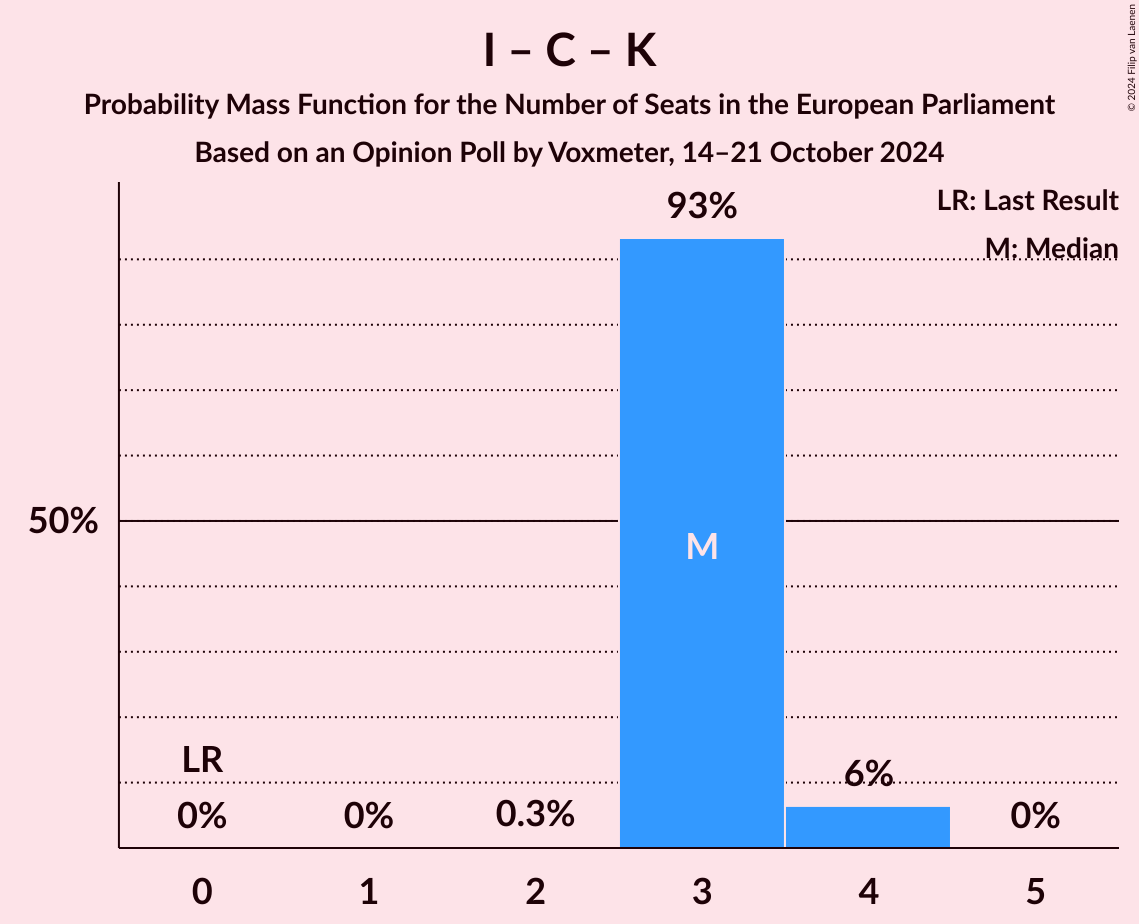 I – C – K
Probability Mass Function for the Number of Seats in the European Parliament
Based on an Opinion Poll by Voxmeter, 14–21 October 2024
© 2024 Filip van Laenen
LR: Last Result
M: Median
93%
50%
M
LR
6%
0%
0%
0.3%
0%
0
1
2
3
4
5